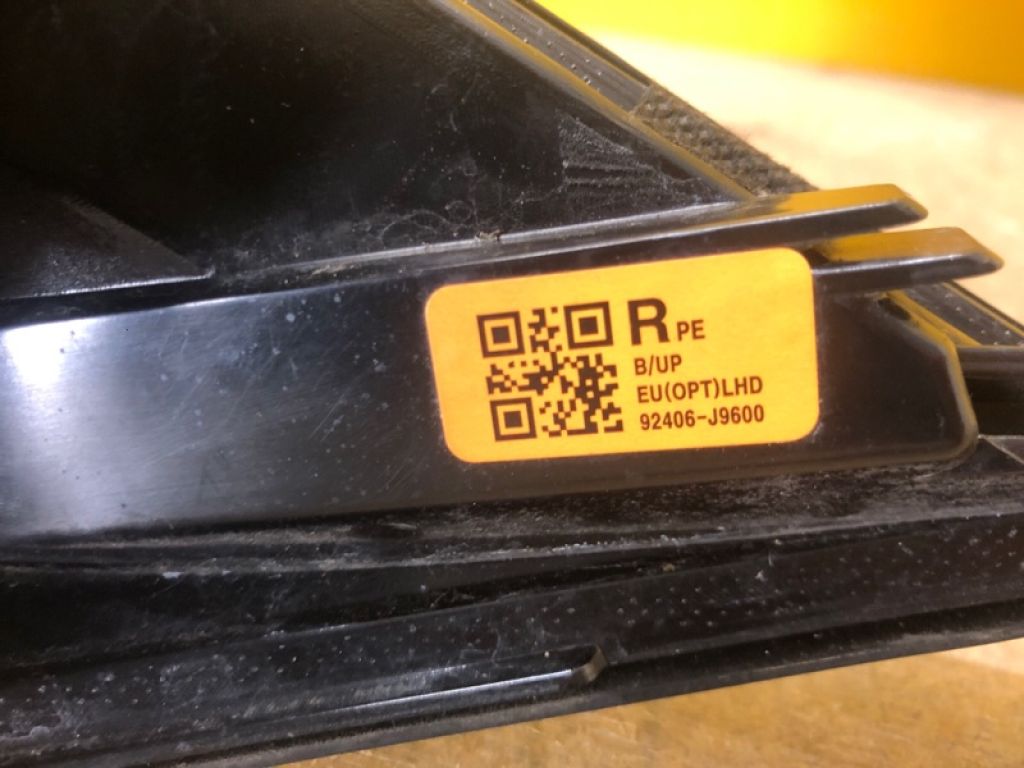 R PE
B/UP
EU(OPT)LHD
92406-J9600